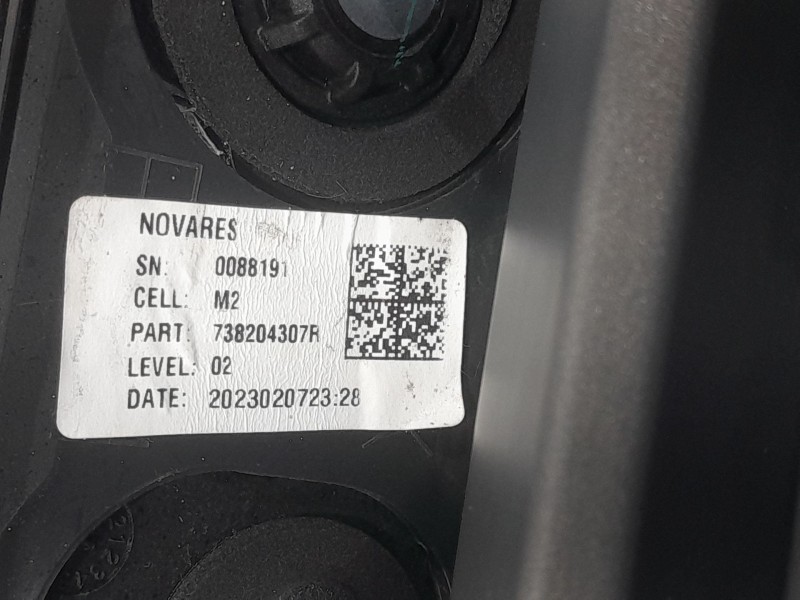 NOVARES
SN: 0088191
CELL: M2
PART: 738204307R
LEVEL: 02
DATE: 2023020723:28